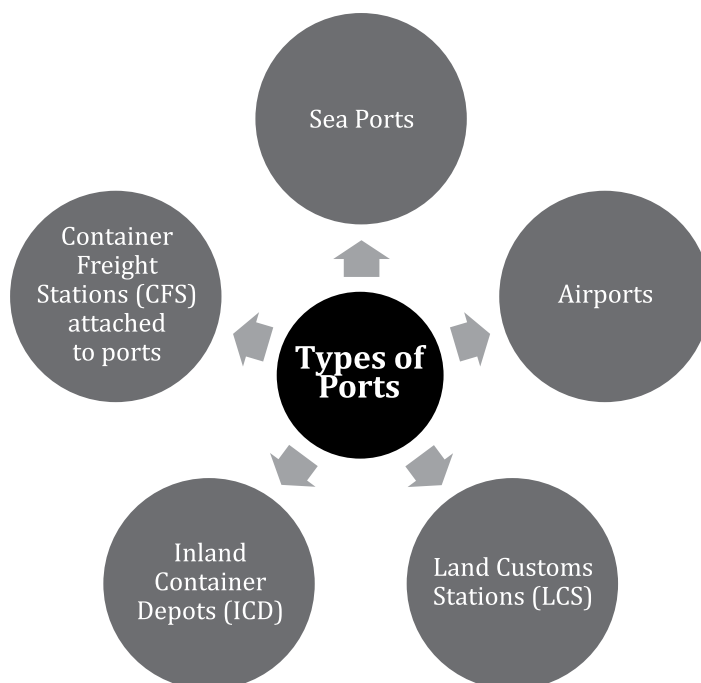 Sea Ports
Container
Freight
Stations (CFS)
attached
to ports
Airports
Types of
Ports
Inland
Container
Depots (ICD)
Land Customs
Stations (LCS)